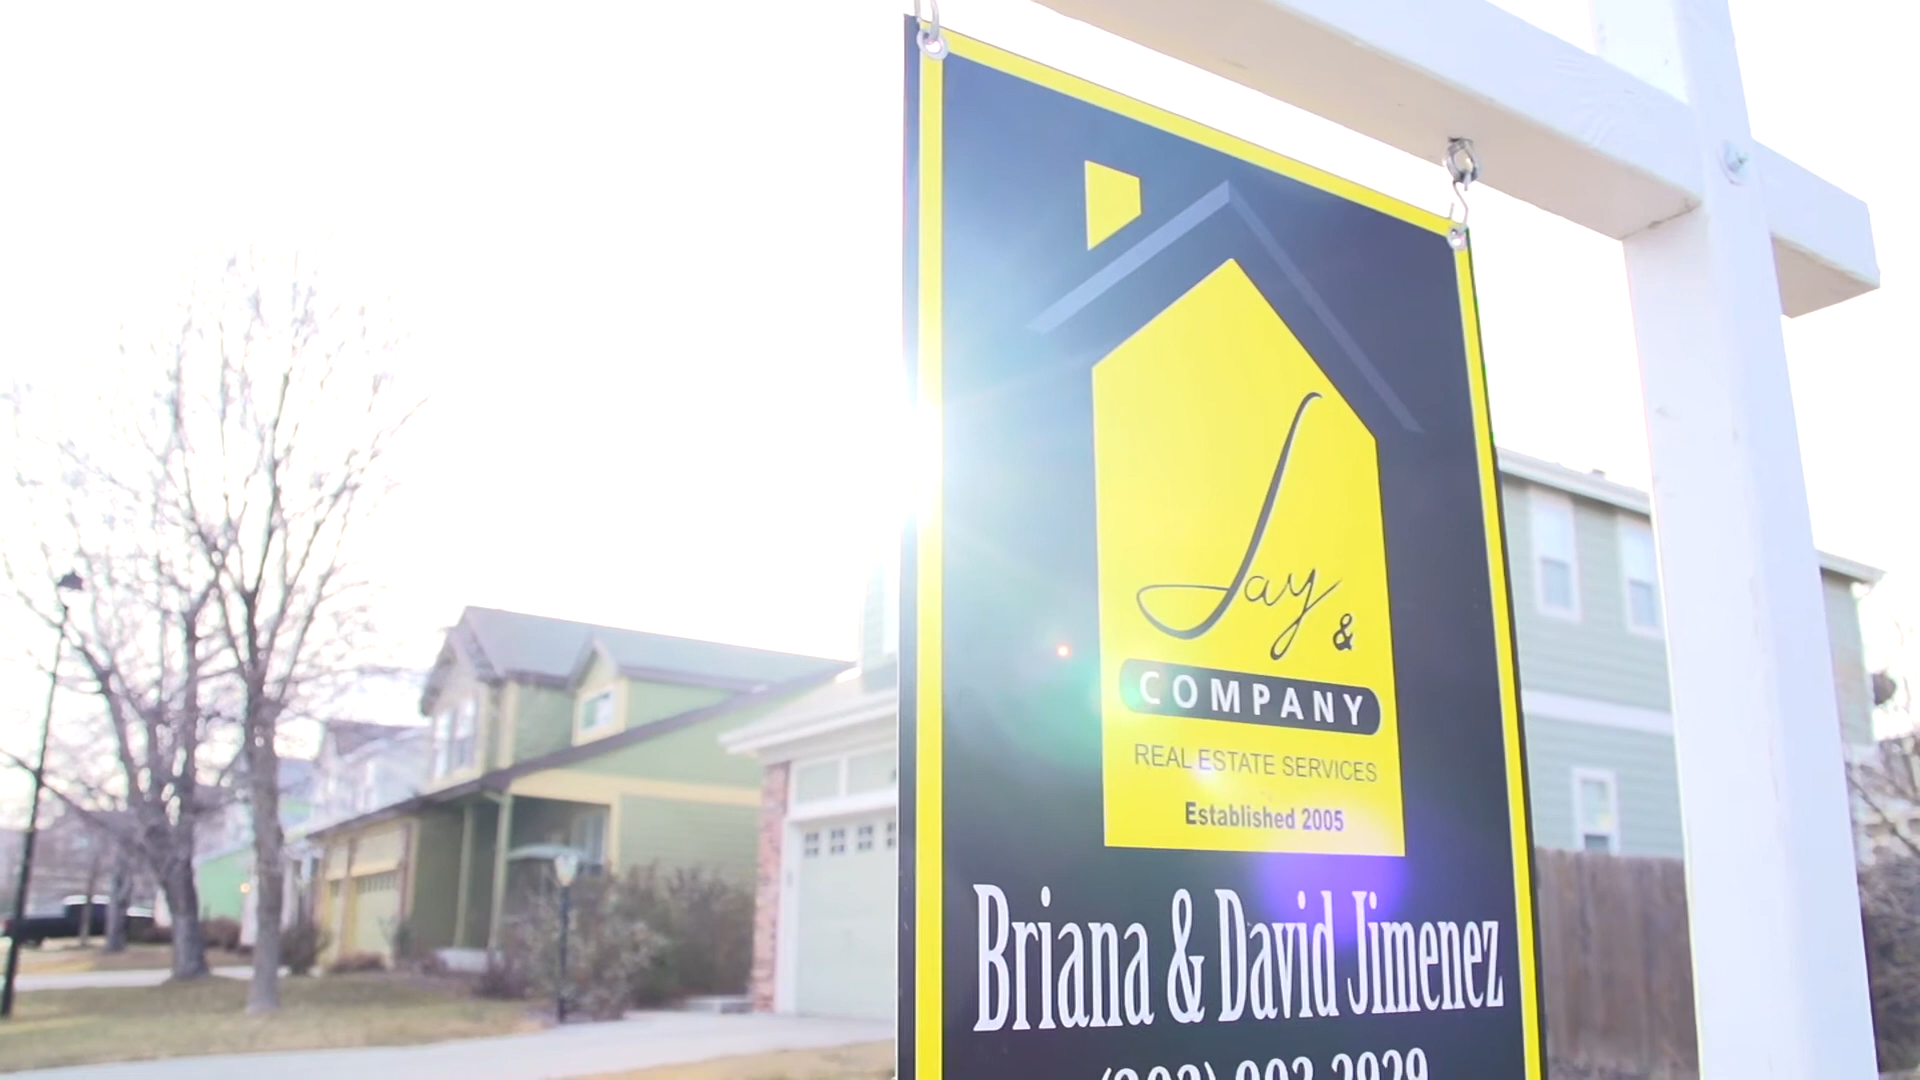 Jay &
COMPANY
REAL ESTATE SERVICES
Established 2005
Briana & David Jimenez